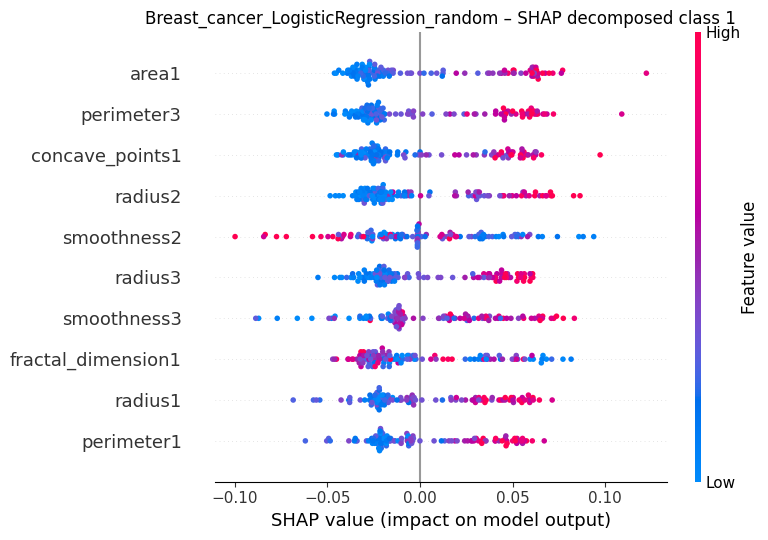 Breast_cancer_LogisticRegression_random – SHAP decomposed class 1
High
area1
perimeter3
concave_points1
radius2
smoothness2
radius3
smoothness3
fractal_dimension1
radius1
perimeter1
Feature value
Low
−0.10 −0.05 0.00 0.05 0.10
SHAP value (impact on model output)